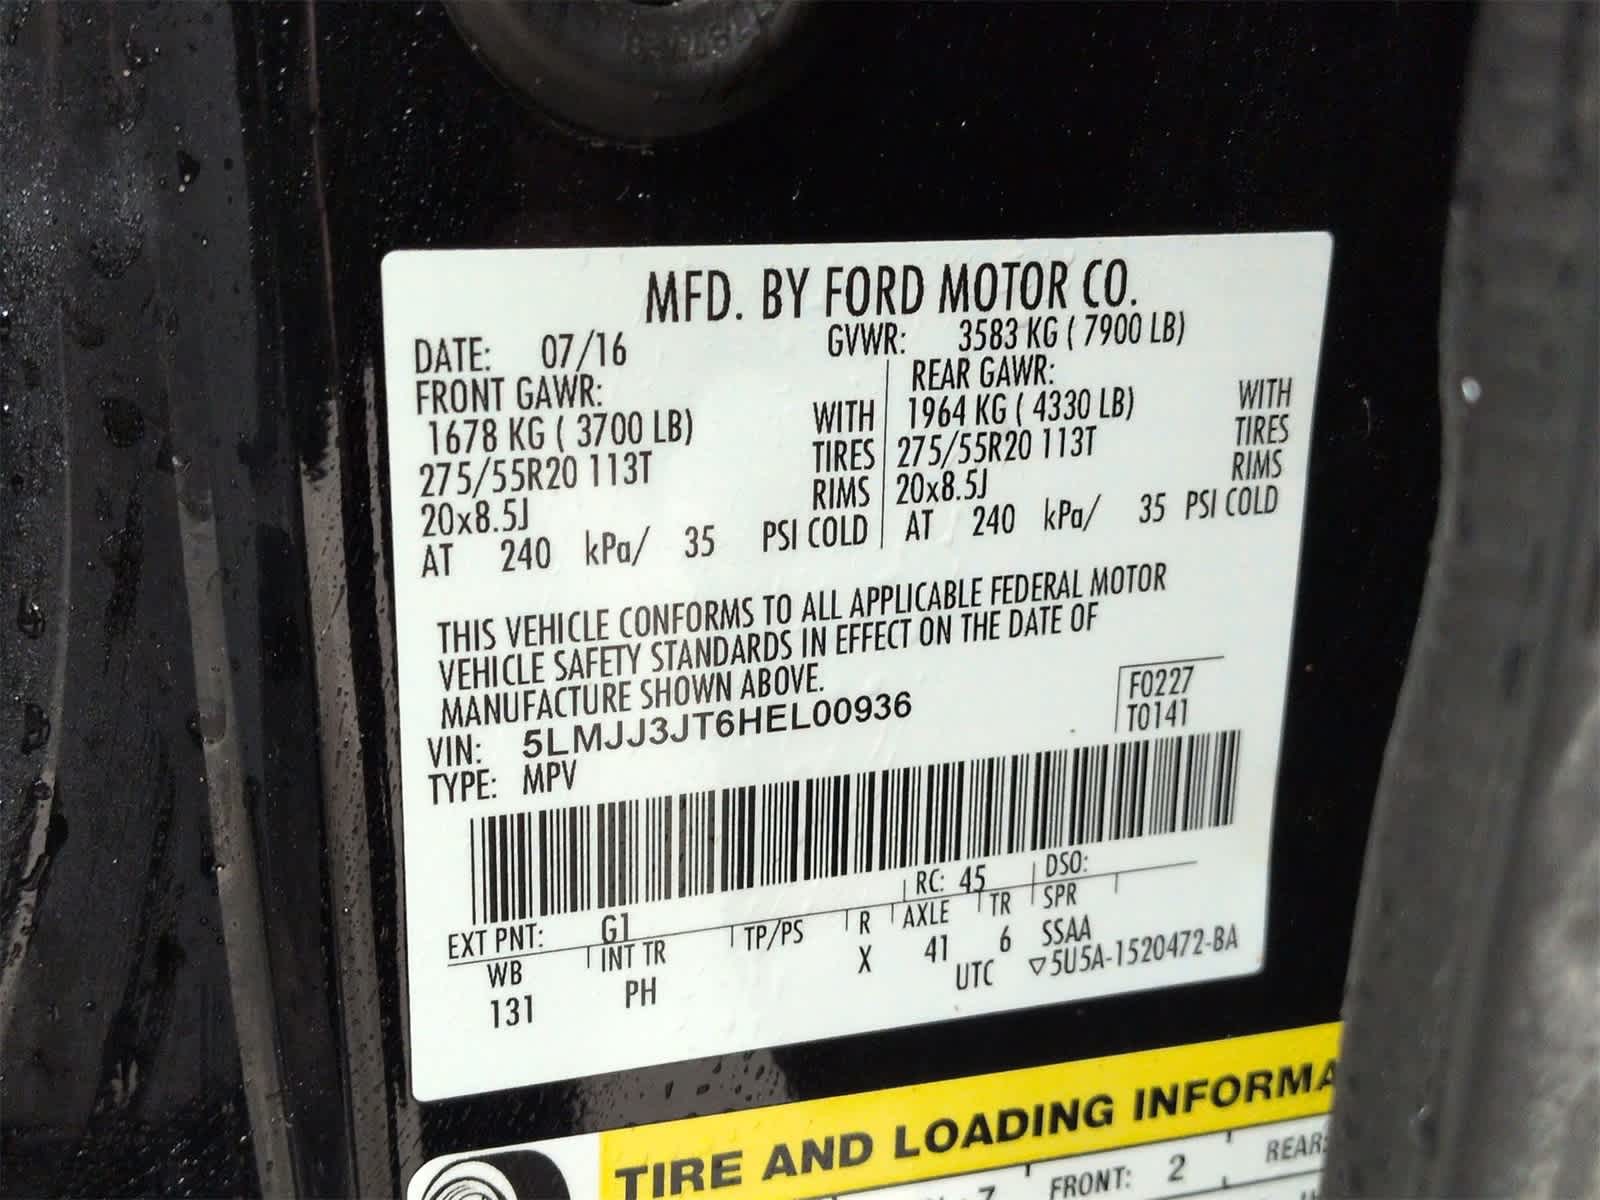 MFD. BY FORD MOTOR CO.
DATE: 07/16 GVWR: 3583 KG ( 7900 LB)
FRONT GAWR: REAR GAWR:
1678 KG ( 3700 LB) WITH 1964 KG ( 4330 LB) WITH
275/55R20 113T TIRES 275/55R20 113T TIRES
20x8.5J RIMS 20x8.5J RIMS
AT 240 kPa/ 35 PSI COLD AT 240 kPa/ 35 PSI COLD
THIS VEHICLE CONFORMS TO ALL APPLICABLE FEDERAL MOTOR
VEHICLE SAFETY STANDARDS IN EFFECT ON THE DATE OF
MANUFACTURE SHOWN ABOVE.
F0227
VIN: 5LMJJ3JT6HEL00936 T0141
TYPE: MPV
EXT PNT: G1 RC: 45 DSO:
WB INT TR TP/PS R AXLE TR SPR
131 PH X 41 6 SSAA
UTC ▽5U5A-1520472-BA
TIRE AND LOADING INFORMA
7 FRONT: 2 REAR: